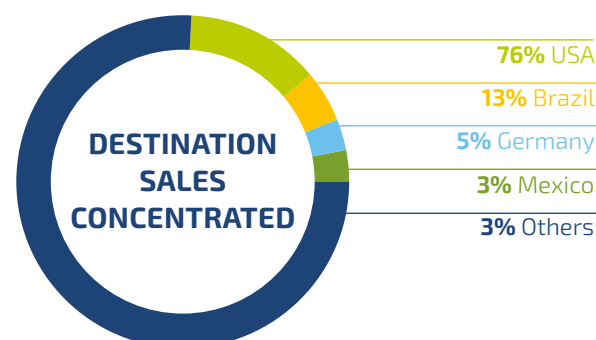 DESTINATION
SALES
CONCENTRATED
76% USA
13% Brazil
5% Germany
3% Mexico
3% Others